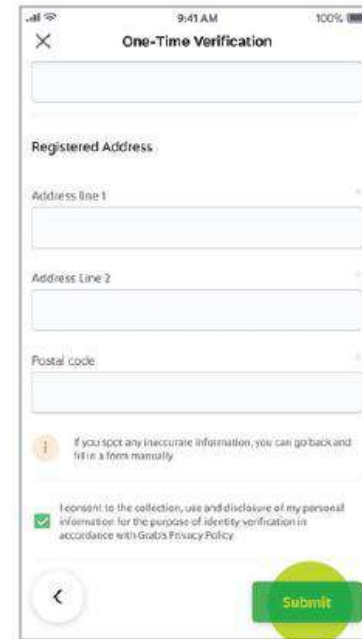 9:41 AM
100%
One-Time Verification
Registered Address
Address line 1
Address Line 2
Postal code
If you spot any inaccurate information, you can go back and
fill in a form manually
I consent to the collection, use and disclosure of my personal
information for the purpose of identity verification in
accordance with Grab's Privacy Policy
Submit